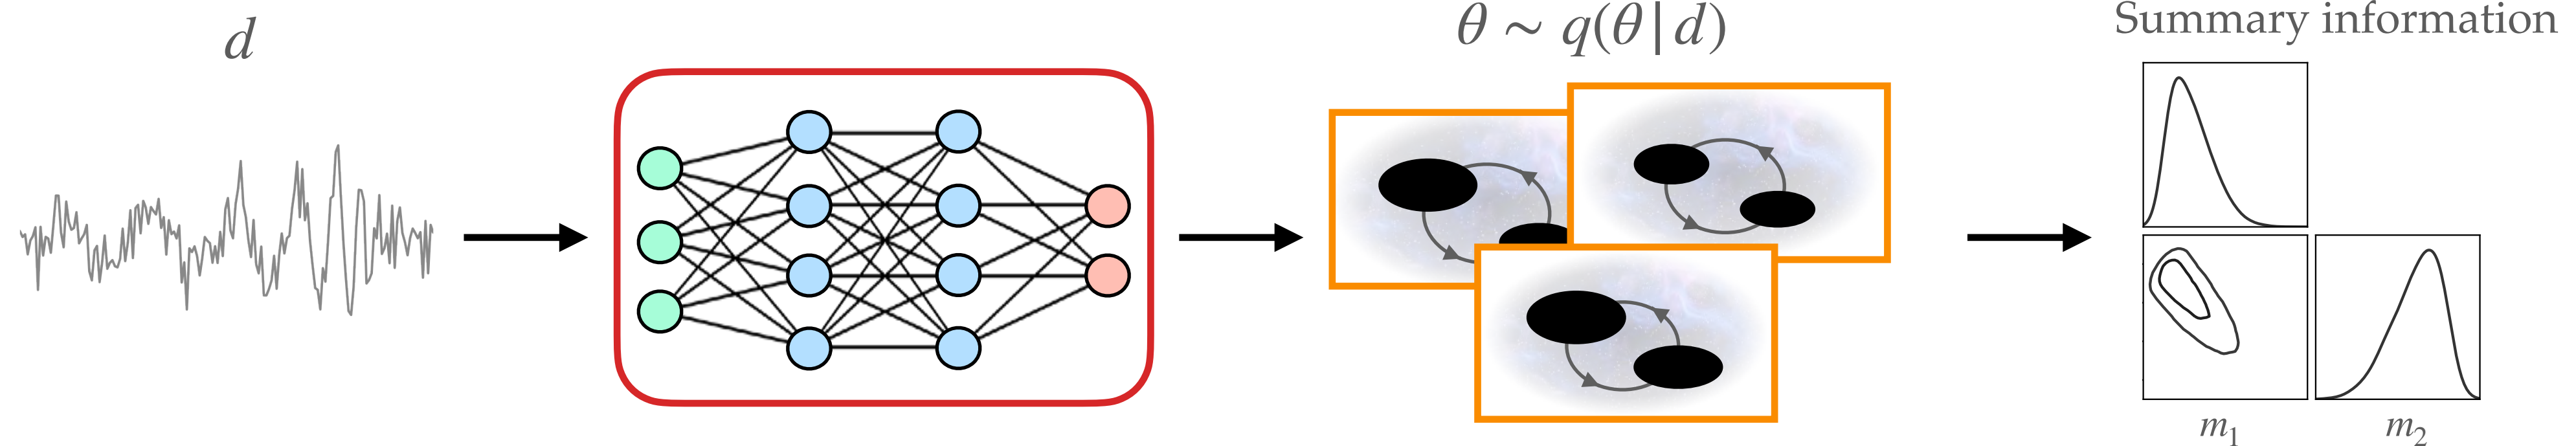 d
θ ~ q(θ|d)
Summary information
m₁
m₂